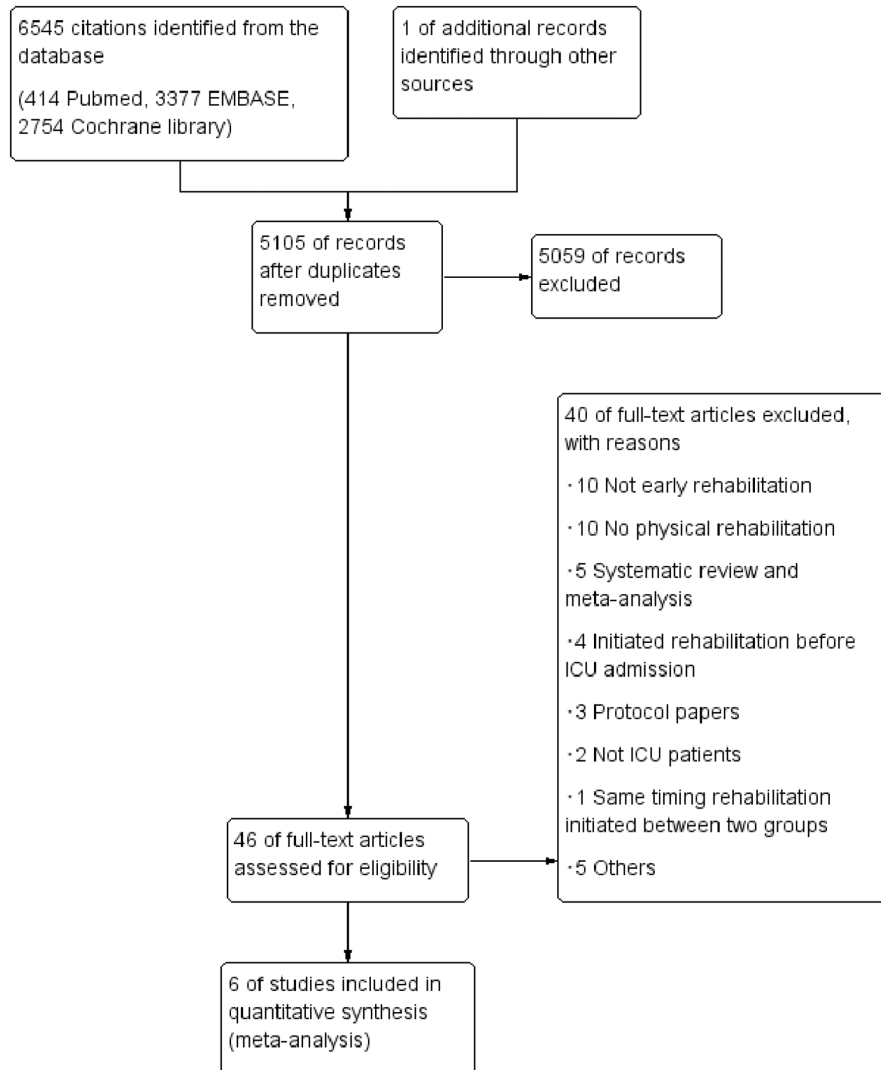 6545 citations identified from the
database
(414 Pubmed, 3377 EMBASE,
2754 Cochrane library)
1 of additional records
identified through other
sources
5105 of records
after duplicates
removed
5059 of records
excluded
40 of full-text articles excluded,
with reasons
・10 Not early rehabilitation
・10 No physical rehabilitation
・5 Systematic review and
meta-analysis
・4 Initiated rehabilitation before
ICU admission
・3 Protocol papers
・2 Not ICU patients
・1 Same timing rehabilitation
initiated between two groups
・5 Others
46 of full-text articles
assessed for eligibility
6 of studies included in
quantitative synthesis
(meta-analysis)